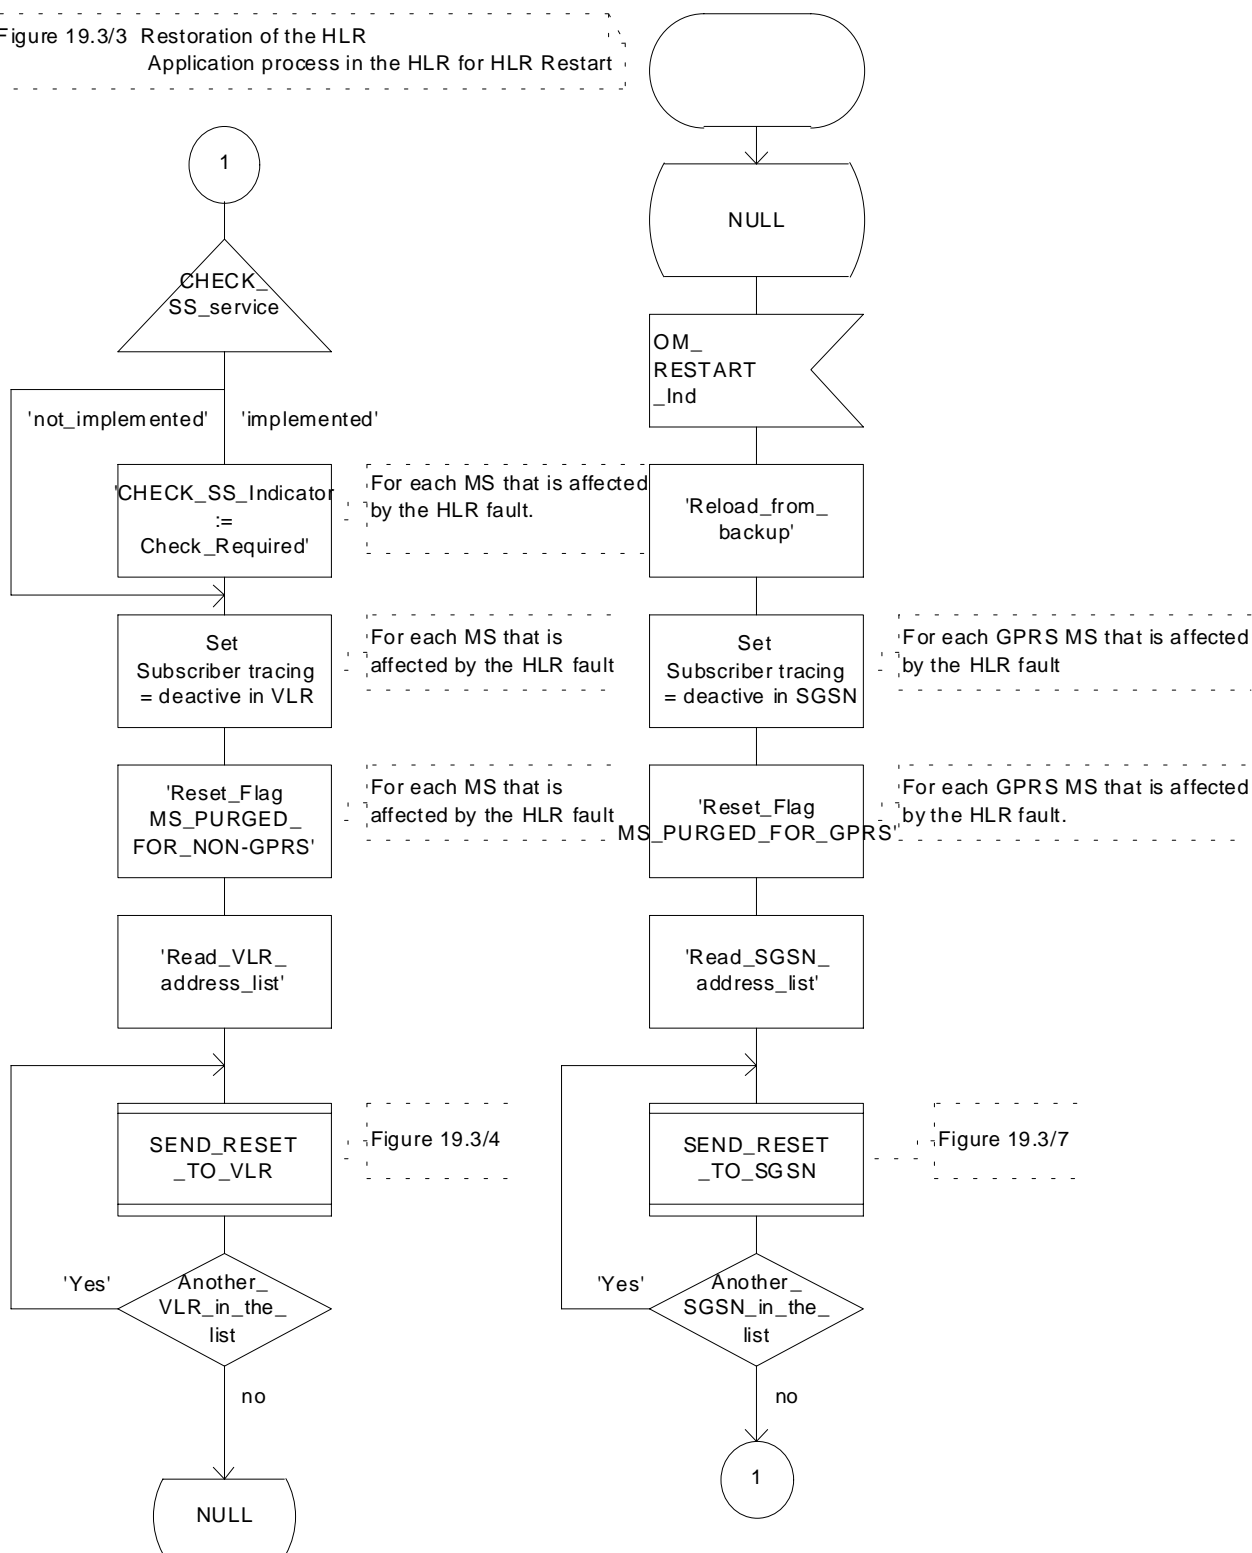 Figure 19.3/3 Restoration of the HLR
Application process in the HLR for HLR Restart
1
CHECK_
SS_service
'not_implemented'
'implemented'
'CHECK_SS_Indicator
:=
Check_Required'
For each MS that is affected
by the HLR fault.
Set
Subscriber tracing
= deactive in VLR
For each MS that is
affected by the HLR fault
'Reset_Flag
MS_PURGED_
FOR_NON-GPRS'
For each MS that is
affected by the HLR fault
'Read_VLR_
address_list'
SEND_RESET
_TO_VLR
Figure 19.3/4
'Yes'
Another_
VLR_in_the_
list
no
NULL
NULL
OM_
RESTART
_Ind
'Reload_from_
backup'
Set
Subscriber tracing
= deactive in SGSN
For each GPRS MS that is affected
by the HLR fault
'Reset_Flag
MS_PURGED_FOR_GPRS'
For each GPRS MS that is affected
by the HLR fault.
'Read_SGSN_
address_list'
SEND_RESET
_TO_SGSN
Figure 19.3/7
'Yes'
Another_
SGSN_in_the_
list
no
1